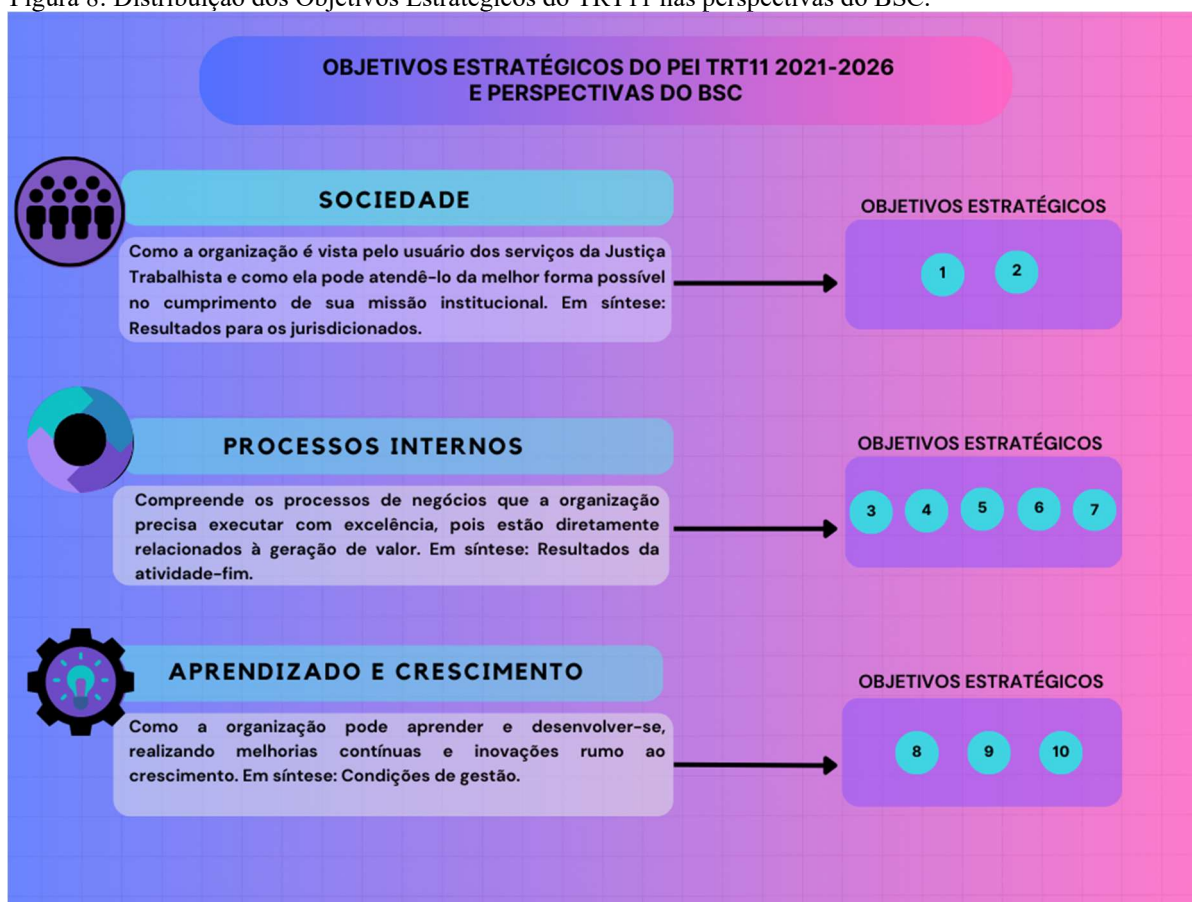 Figura 8: Distribuição dos Objetivos Estratégicos do TRT11 nas perspectivas do BSC.
OBJETIVOS ESTRATÉGICOS DO PEI TRT11 2021-2026
E PERSPECTIVAS DO BSC
SOCIEDADE
Como a organização é vista pelo usuário dos serviços da Justiça
Trabalhista e como ela pode atendê-lo da melhor forma possível
no cumprimento de sua missão institucional. Em síntese:
Resultados para os jurisdicionados.
OBJETIVOS ESTRATÉGICOS
1 2
PROCESSOS INTERNOS
Compreende os processos de negócios que a organização
precisa executar com excelência, pois estão diretamente
relacionados à geração de valor. Em síntese: Resultados da
atividade-fim.
OBJETIVOS ESTRATÉGICOS
3 4 5 6 7
APRENDIZADO E CRESCIMENTO
Como a organização pode aprender e desenvolver-se,
realizando melhorias contínuas e inovações rumo ao
crescimento. Em síntese: Condições de gestão.
OBJETIVOS ESTRATÉGICOS
8 9 10